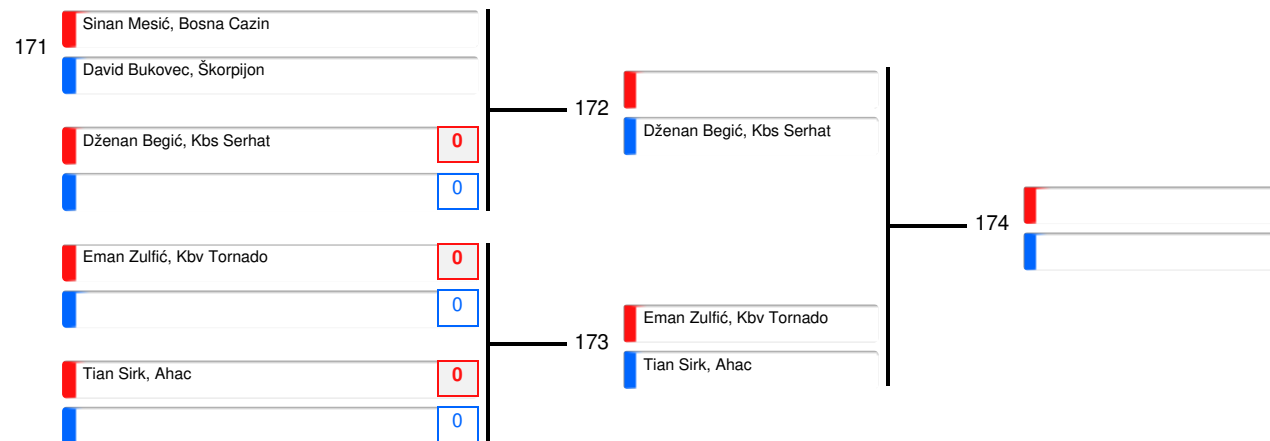 171
Sinan Mesić, Bosna Cazin
David Bukovec, Škorpijon
Dženan Begić, Kbs Serhat
0
0
Eman Zulfić, Kbv Tornado
0
0
Tian Sirk, Ahac
0
0
172
Dženan Begić, Kbs Serhat
173
Eman Zulfić, Kbv Tornado
Tian Sirk, Ahac
174